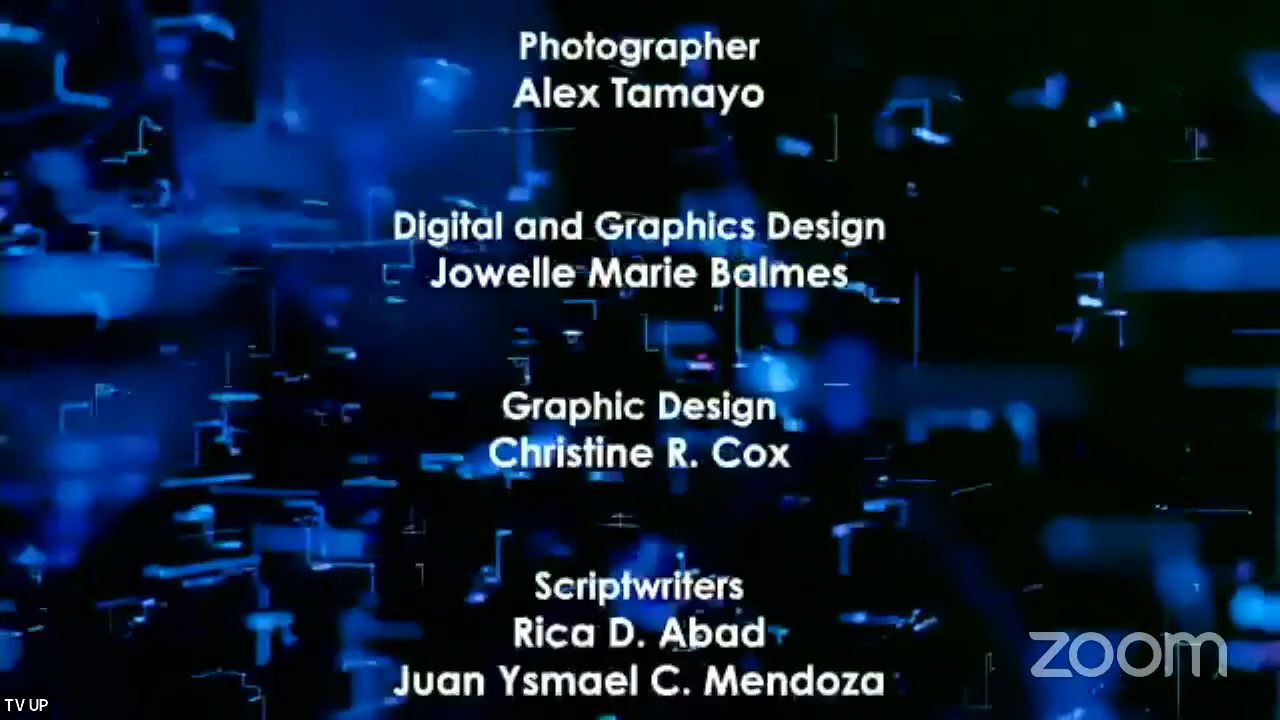 Photographer
Alex Tamayo
Digital and Graphics Design
Jowelle Marie Balmes
Graphic Design
Christine R. Cox
Scriptwriters
Rica D. Abad
Juan Ysmael C. Mendoza
zoom
TV UP